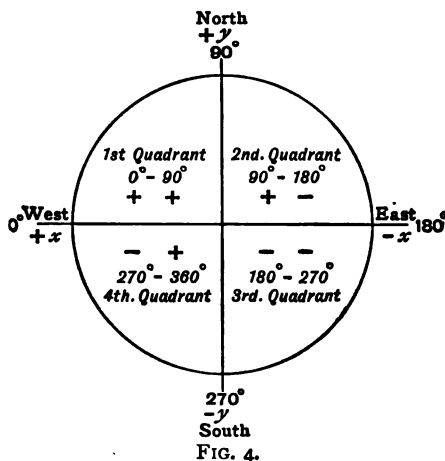 North
+y
90°
1st Quadrant
0°- 90°
+ +
2nd. Quadrant
90°- 180°
+ −
0° West
+x
East 180°
−x
− +
270°- 360°
4th. Quadrant
− −
180°- 270°
3rd. Quadrant
270°
-y
South
FIG. 4.